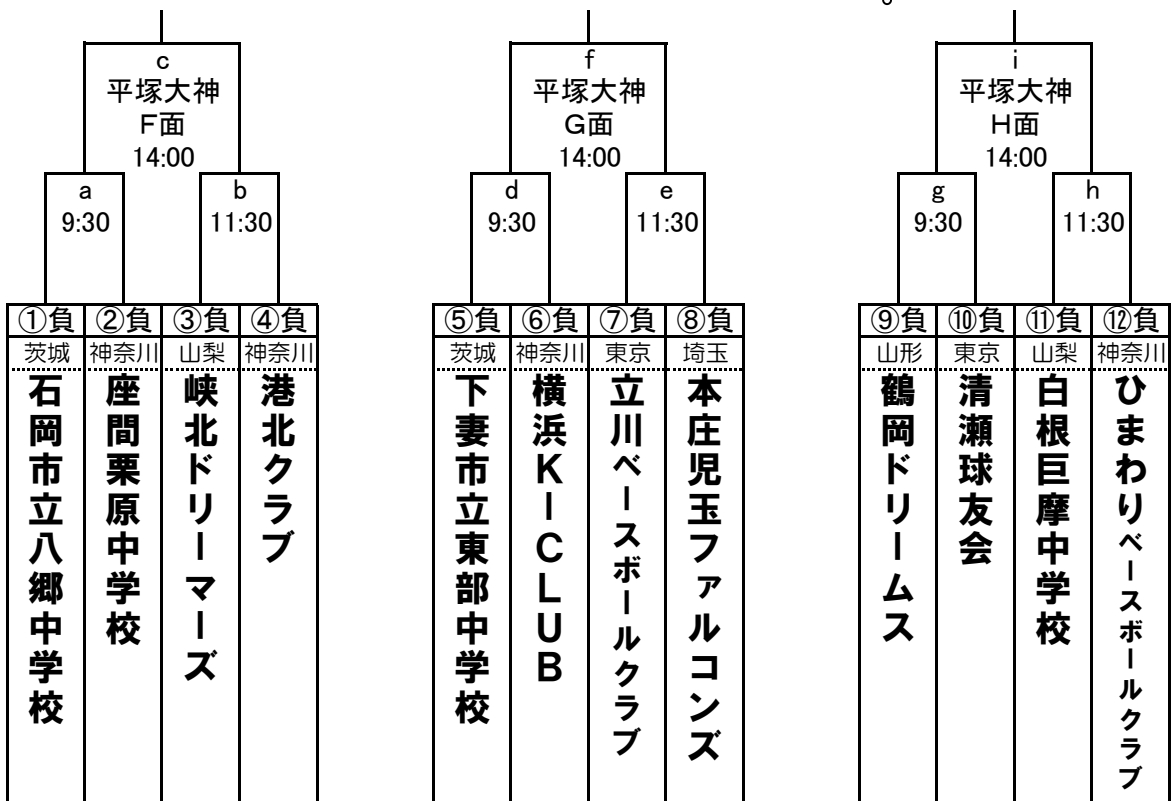 。
c
平塚大神
F面
14:00
a
9:30
b
11:30
①負 ②負 ③負 ④負
茨城 神奈川 山梨 神奈川
石岡市立八郷中学校
座間栗原中学校
峡北ドリーマーズ
港北クラブ
f
平塚大神
G面
14:00
d
9:30
e
11:30
⑤負 ⑥負 ⑦負 ⑧負
茨城 神奈川 東京 埼玉
下妻市立東部中学校
横浜KーCLUB
立川ベースボールクラブ
本庄児玉ファルコンズ
i
平塚大神
H面
14:00
g
9:30
h
11:30
⑨負 ⑩負 ⑪負 ⑫負
山形 東京 山梨 神奈川
鶴岡ドリームス
清瀬球友会
白根巨摩中学校
ひまわりベースボールクラブ